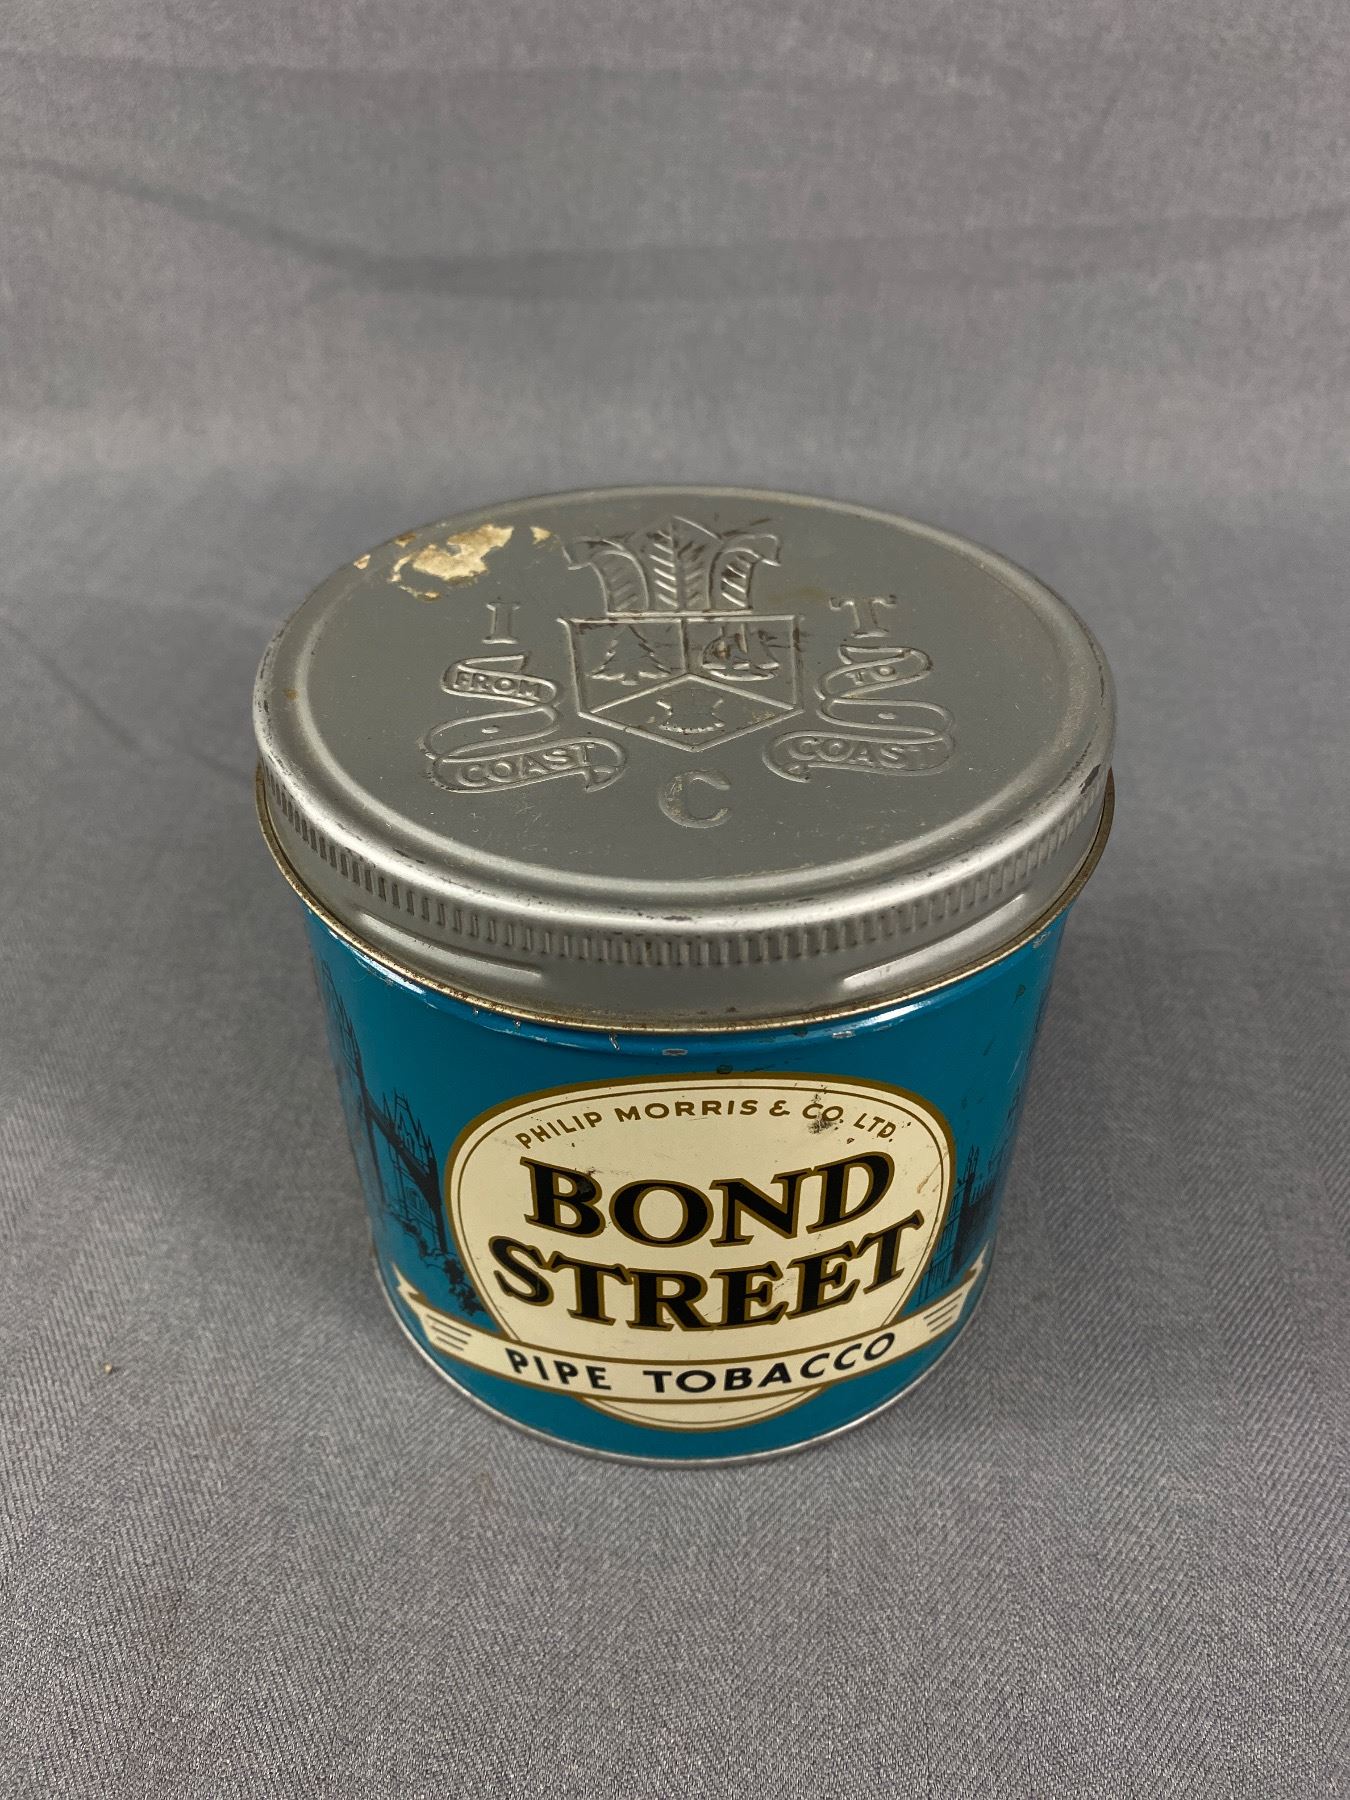 I T
FROM TO
COAST COAST
C
PHILIP MORRIS & CO. LTD.
BOND
STREET
PIPE TOBACCO